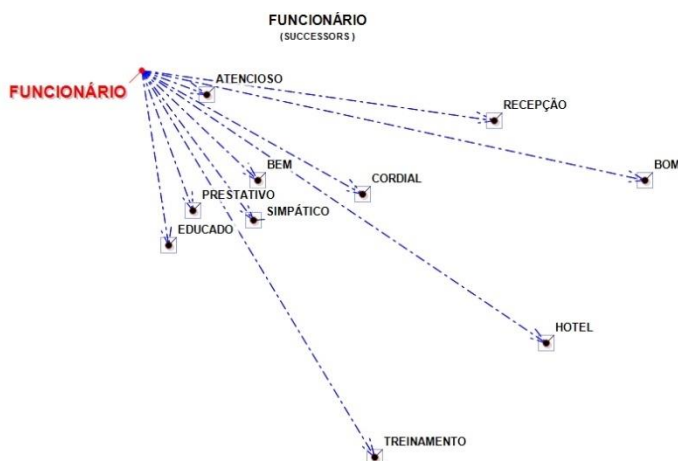 FUNCIONÁRIO
(SUCCESSORS )
FUNCIONÁRIO
ATENCIOSO
RECEPÇÃO
BEM
CORDIAL
BOM
PRESTATIVO
SIMPÁTICO
EDUCADO
HOTEL
TREINAMENTO